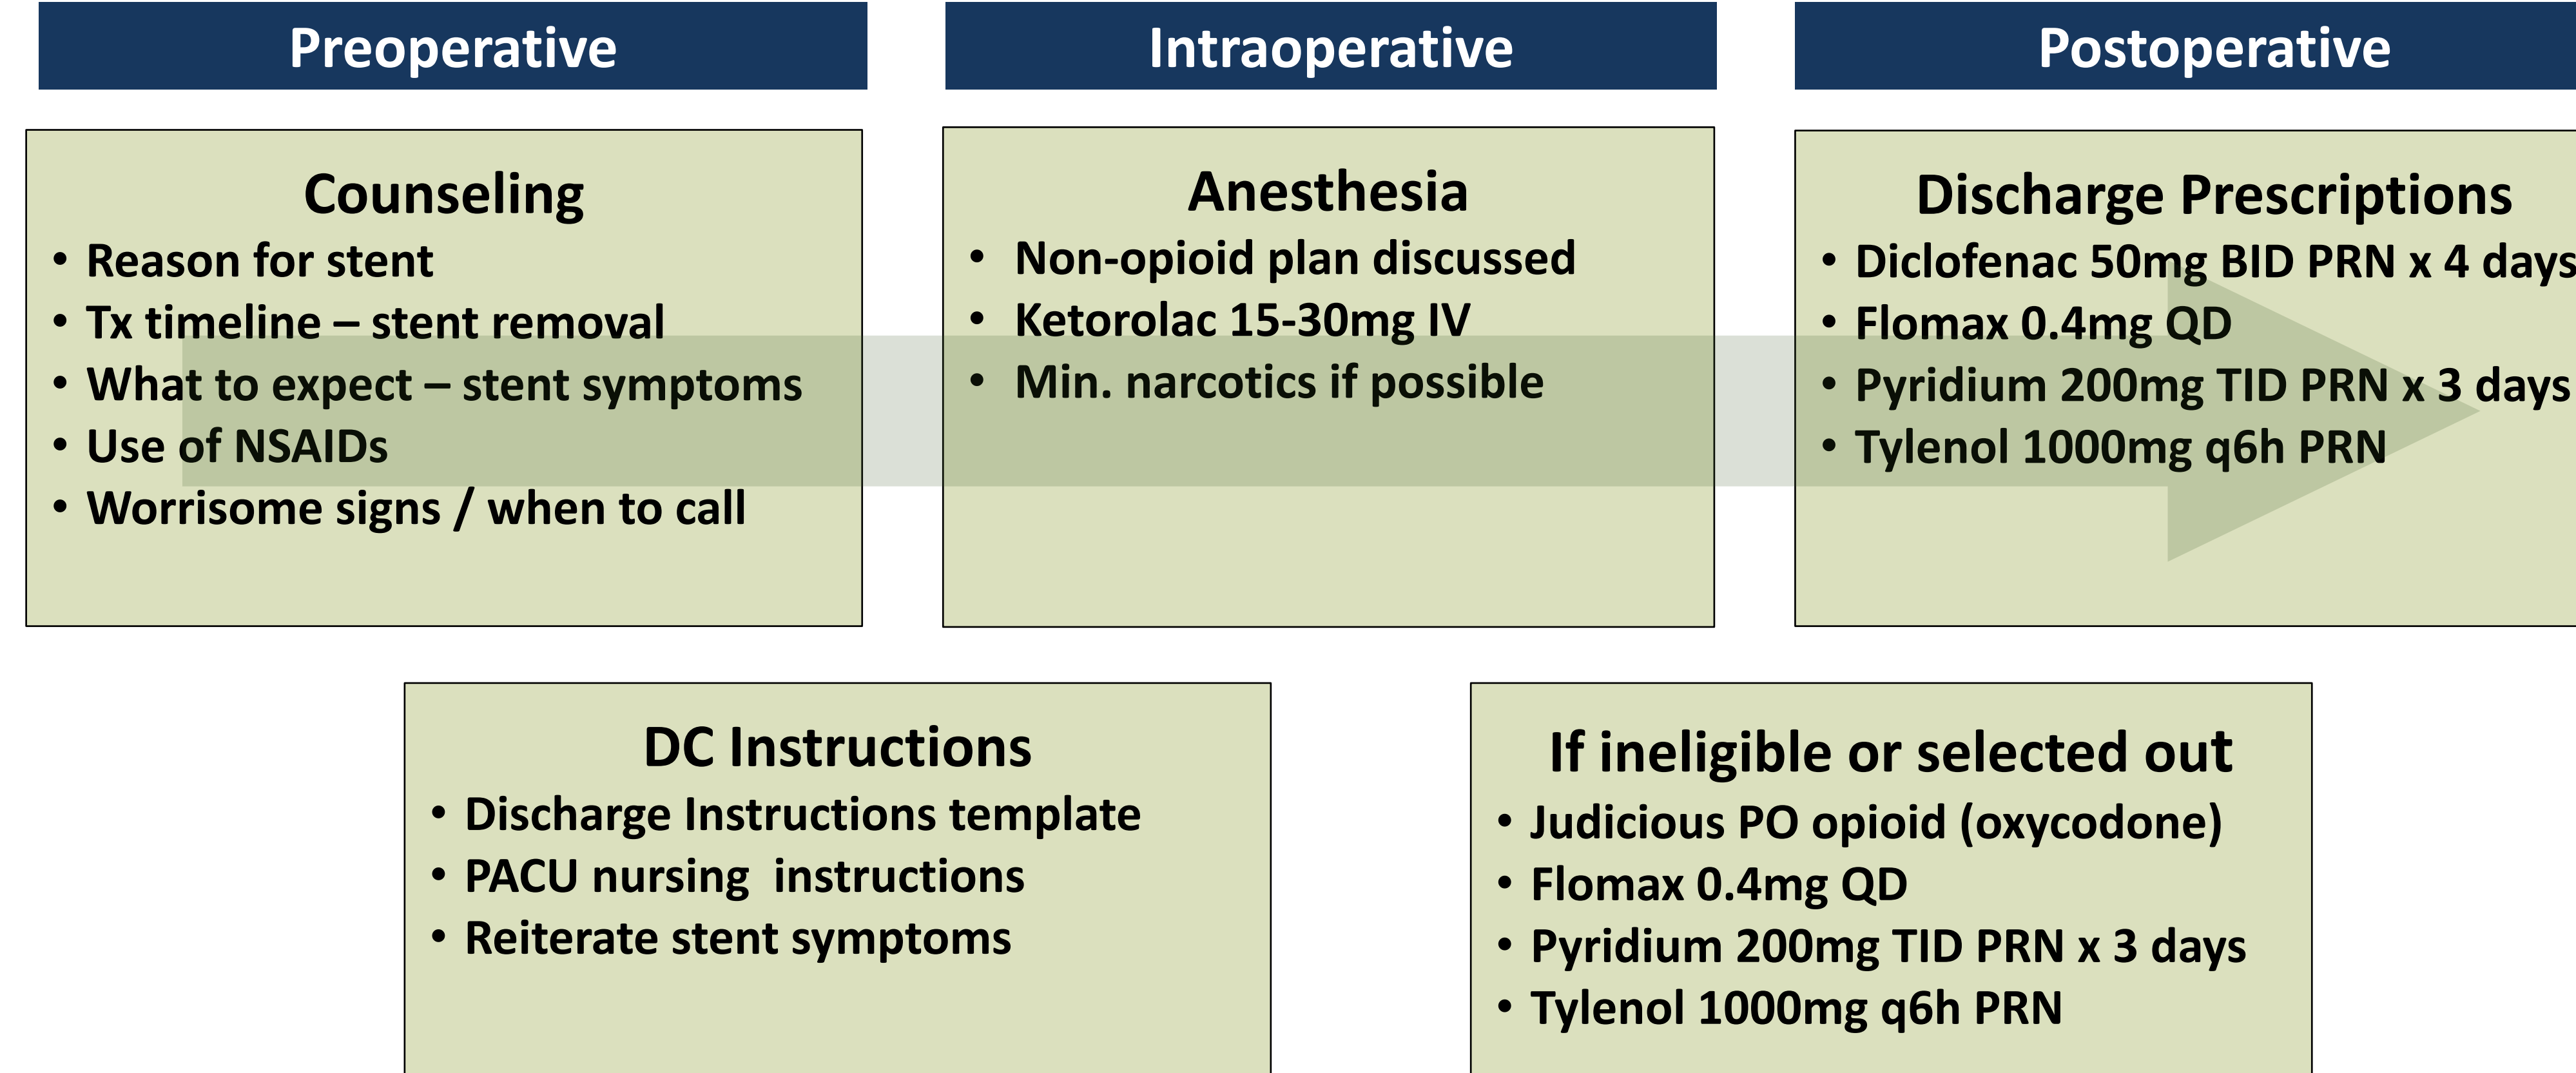 Preoperative
Intraoperative
Postoperative
Counseling
• Reason for stent
• Tx timeline – stent removal
• What to expect – stent symptoms
• Use of NSAIDs
• Worrisome signs / when to call
Anesthesia
• Non-opioid plan discussed
• Ketorolac 15-30mg IV
• Min. narcotics if possible
Discharge Prescriptions
• Diclofenac 50mg BID PRN x 4 days
• Flomax 0.4mg QD
• Pyridium 200mg TID PRN x 3 days
• Tylenol 1000mg q6h PRN
DC Instructions
• Discharge Instructions template
• PACU nursing  instructions
• Reiterate stent symptoms
If ineligible or selected out
• Judicious PO opioid (oxycodone)
• Flomax 0.4mg QD
• Pyridium 200mg TID PRN x 3 days
• Tylenol 1000mg q6h PRN